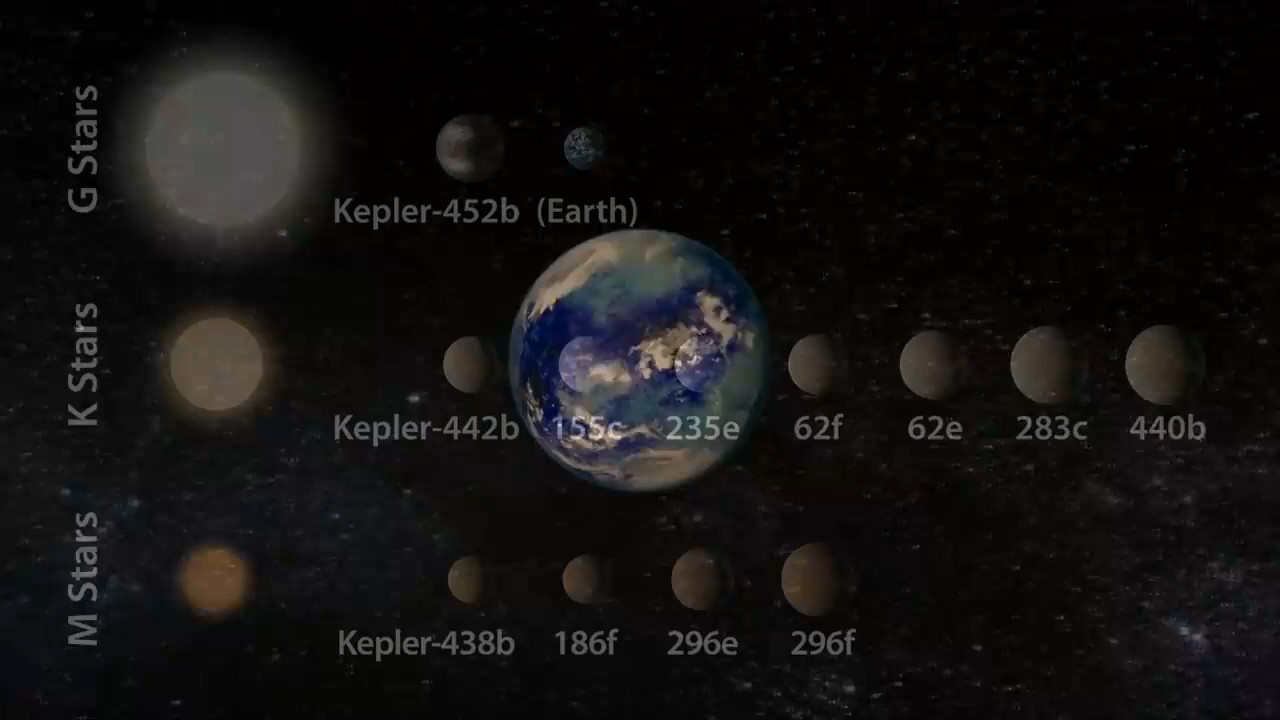 G Stars
Kepler-452b (Earth)
K Stars
Kepler-442b 155c 235e 62f 62e 283c 440b
M Stars
Kepler-438b 186f 296e 296f